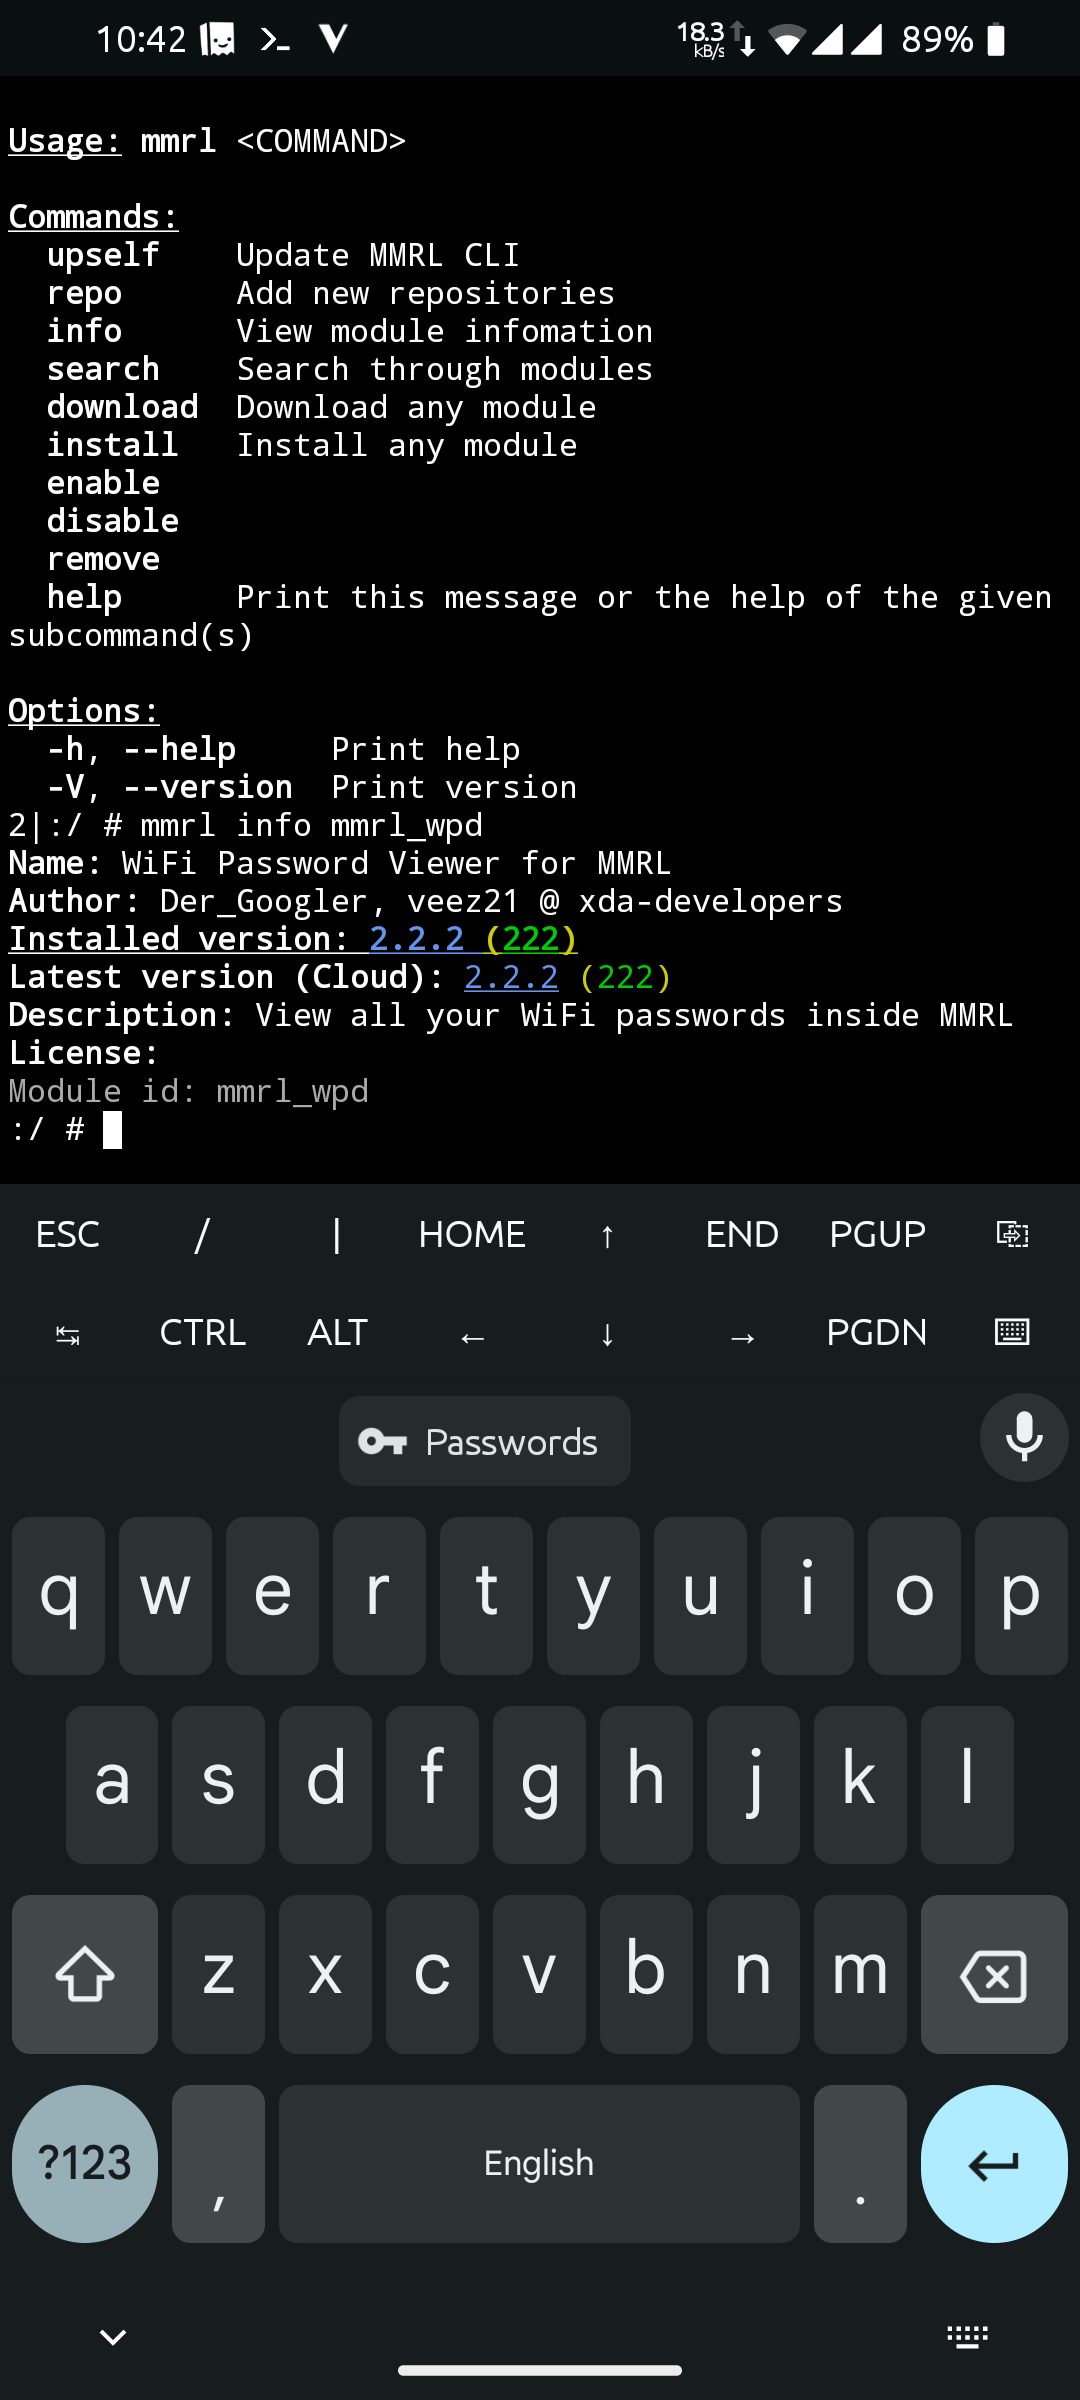 10:42 18.3 kB/s 89%
Usage: mmrl <COMMAND>
Commands:
upself Update MMRL CLI
repo Add new repositories
info View module infomation
search Search through modules
download Download any module
install Install any module
enable
disable
remove
help Print this message or the help of the given
subcommand(s)
Options:
-h, --help Print help
-V, --version Print version
2|:/ # mmrl info mmrl_wpd
Name: WiFi Password Viewer for MMRL
Author: Der_Googler, veez21 @ xda-developers
Installed version: 2.2.2 (222)
Latest version (Cloud): 2.2.2 (222)
Description: View all your WiFi passwords inside MMRL
License:
Module id: mmrl_wpd
:/ #
ESC / | HOME ↑ END PGUP
CTRL ALT ← ↓ → PGDN
Passwords
q w e r t y u i o p
a s d f g h j k l
z x c v b n m
?123 , English .